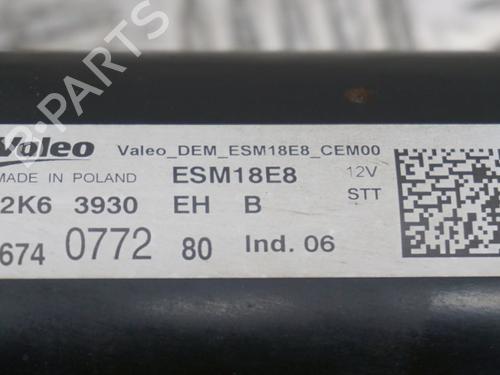 B-PARTS
Valeo Valeo_DEM_ESM18E8_CEM00
MADE IN POLAND ESM18E8 12V
STT
2K6 3930 EH B
674 0772 80 Ind. 06